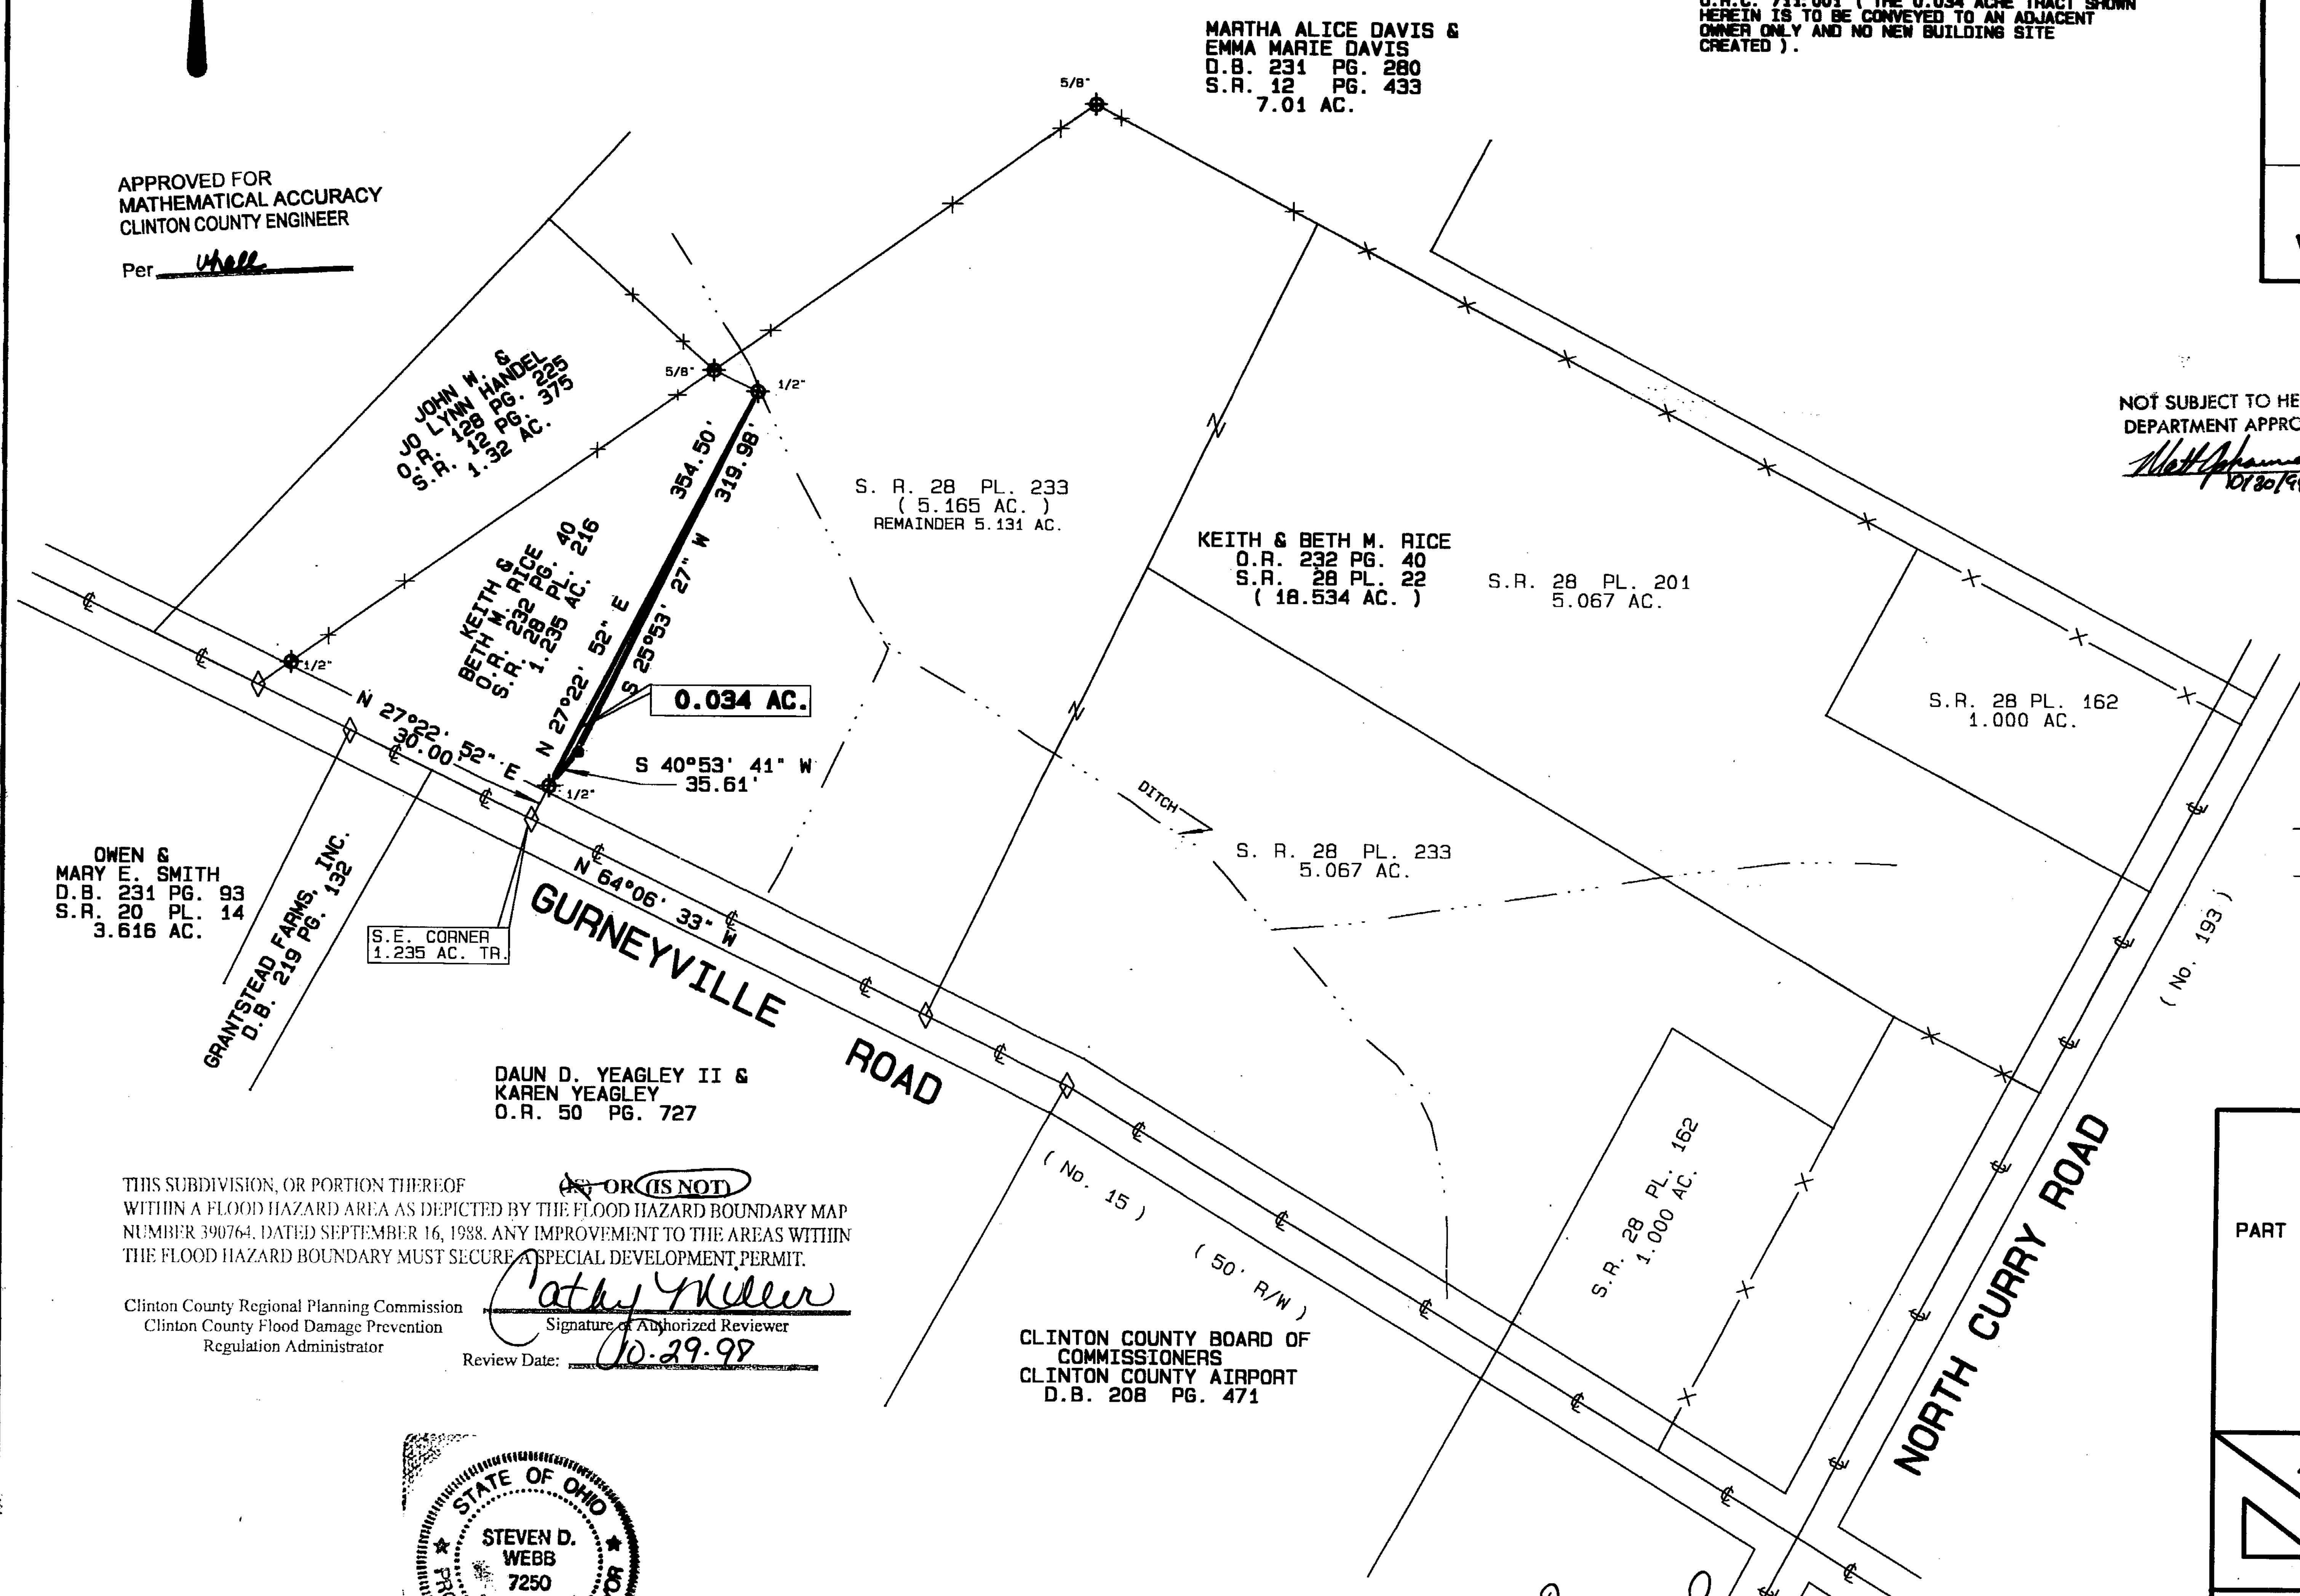 O.R.C. 711.001 ( THE 0.034 ACRE TRACT SHOWN
HEREIN IS TO BE CONVEYED TO AN ADJACENT
OWNER ONLY AND NO NEW BUILDING SITE
CREATED ).
MARTHA ALICE DAVIS &
EMMA MARIE DAVIS
D.B. 231 PG. 280
S.R. 12 PG. 433
7.01 AC.
5/8"
APPROVED FOR
MATHEMATICAL ACCURACY
CLINTON COUNTY ENGINEER
Per
JOHN W. &
JO LYNN HANDEL
O.R. 128 PG. 225
S.R. 12 PG. 375
1.32 AC.
5/8"
1/2"
354.50'
319.98'
N 27°22' 52" E
S 25°53' 27" W
KEITH &
BETH M. RICE
O.R. 232 PG. 40
S.R. 28 PL. 216
1.235 AC.
S. R. 28 PL. 233
( 5.165 AC. )
REMAINDER 5.131 AC.
KEITH & BETH M. RICE
O.R. 232 PG. 40
S.R. 28 PL. 22
( 18.534 AC. )
S.R. 28 PL. 201
5.067 AC.
NOT SUBJECT TO HE
DEPARTMENT APPRO
S.R. 28 PL. 162
1.000 AC.
1/2"
0.034 AC.
N 27°22' 52" E
30.00'
S 40°53' 41" W
35.61'
1/2"
DITCH
S. R. 28 PL. 233
5.067 AC.
OWEN &
MARY E. SMITH
D.B. 231 PG. 93
S.R. 20 PL. 14
3.616 AC.
GRANTSTEAD FARMS, INC.
D.B. 219 PG. 132
S.E. CORNER
1.235 AC. TR.
N 64°06' 33" W
GURNEYVILLE ROAD
( No. 15 )
( 50' R/W )
( No. 193 )
NORTH CURRY ROAD
DAUN D. YEAGLEY II &
KAREN YEAGLEY
O.R. 50 PG. 727
S.R. 28 PL. 162
1.000 AC.
PART
THIS SUBDIVISION, OR PORTION THEREOF (IS) OR (IS NOT)
WITHIN A FLOOD HAZARD AREA AS DEPICTED BY THE FLOOD HAZARD BOUNDARY MAP
NUMBER 390764, DATED SEPTEMBER 16, 1988. ANY IMPROVEMENT TO THE AREAS WITHIN
THE FLOOD HAZARD BOUNDARY MUST SECURE A SPECIAL DEVELOPMENT PERMIT.
Cathy Miller
Clinton County Regional Planning Commission
Clinton County Flood Damage Prevention
Regulation Administrator
Signature of Authorized Reviewer
Review Date: 10-29-98
CLINTON COUNTY BOARD OF
COMMISSIONERS
CLINTON COUNTY AIRPORT
D.B. 208 PG. 471
STATE OF OHIO
STEVEN D.
WEBB
7250